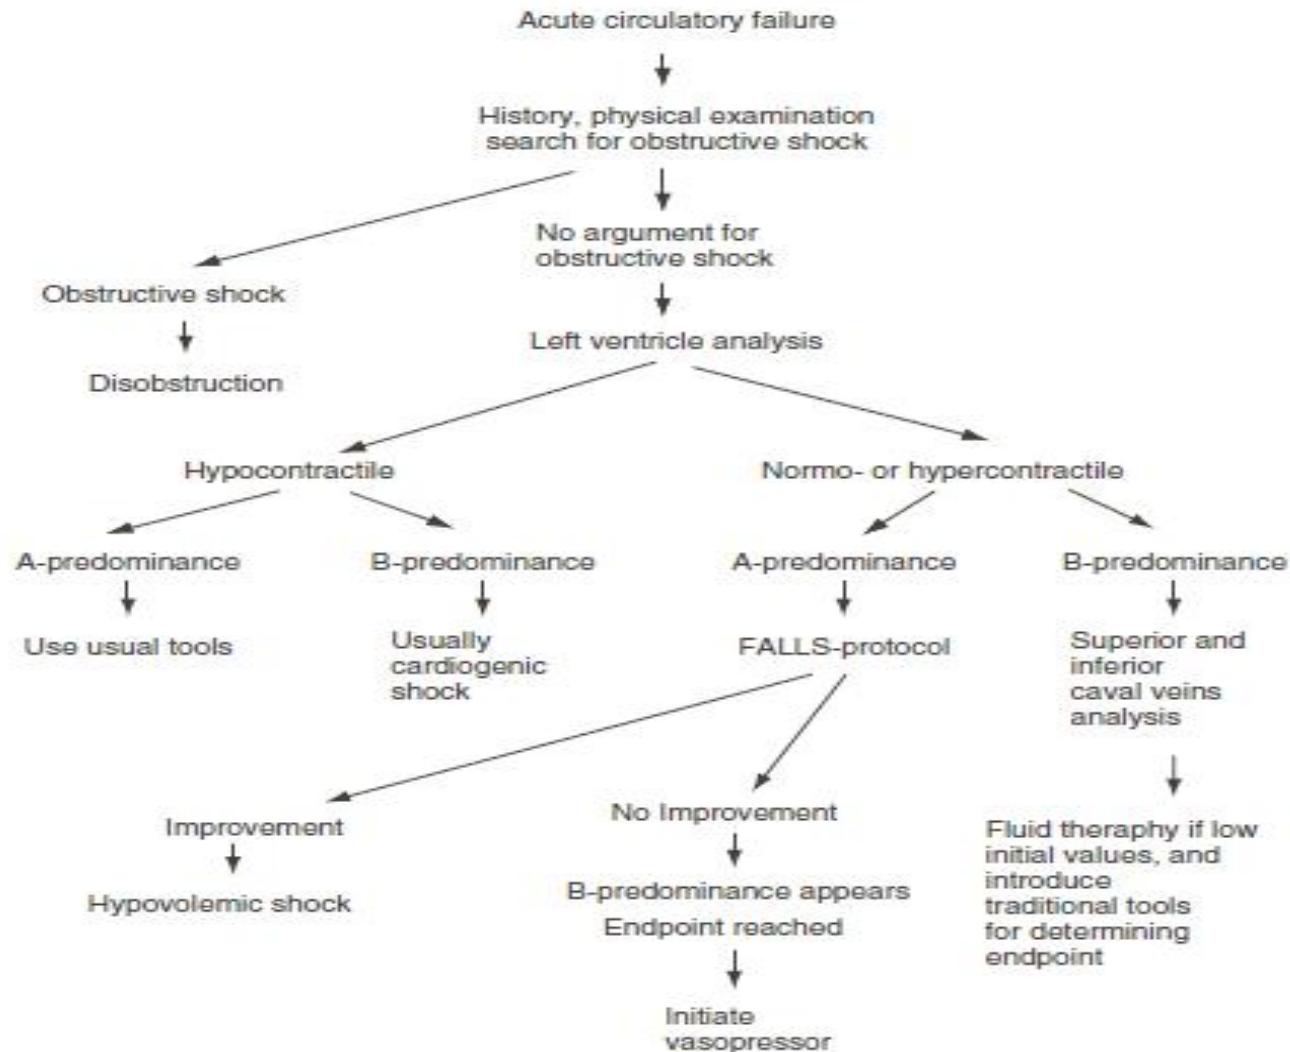 Acute circulatory failure
History, physical examination
search for obstructive shock
No argument for
obstructive shock
Obstructive shock
Left ventricle analysis
Disobstruction
Hypocontractile
Normo- or hypercontractile
A-predominance
B-predominance
A-predominance
B-predominance
Use usual tools
Usually
cardiogenic
shock
FALLS-protocol
Superior and
inferior
caval veins
analysis
Improvement
No Improvement
Fluid theraphy if low
initial values, and
introduce
traditional tools
for determining
endpoint
Hypovolemic shock
B-predominance appears
Endpoint reached
Initiate
vasopressor